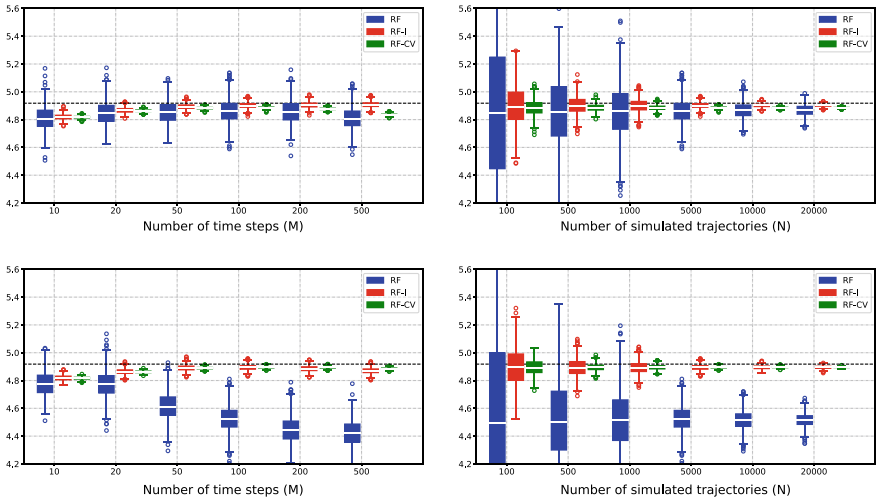 5.6
5.4
5.2
5.0
4.8
4.6
4.4
4.2
10 20 50 100 200 500
Number of time steps (M)
RF
RF-I
RF-CV
5.6
5.4
5.2
5.0
4.8
4.6
4.4
4.2
100 500 1000 5000 10000 20000
Number of simulated trajectories (N)
RF
RF-I
RF-CV
5.6
5.4
5.2
5.0
4.8
4.6
4.4
4.2
10 20 50 100 200 500
Number of time steps (M)
RF
RF-I
RF-CV
5.6
5.4
5.2
5.0
4.8
4.6
4.4
4.2
100 500 1000 5000 10000 20000
Number of simulated trajectories (N)
RF
RF-I
RF-CV